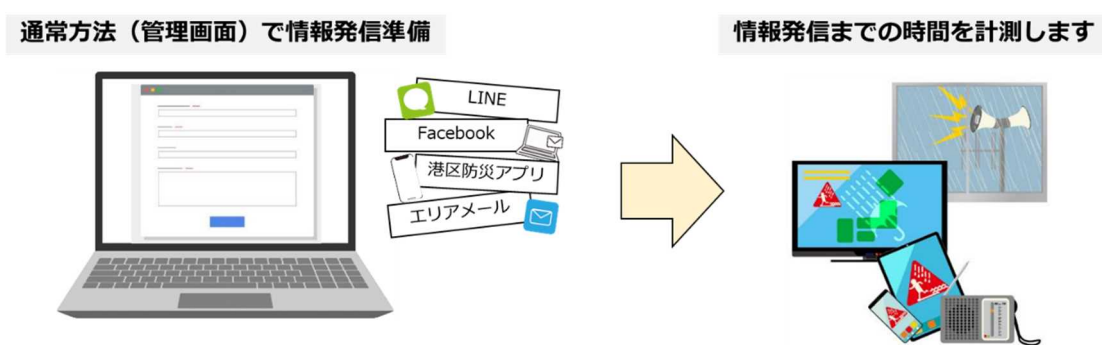 通常方法（管理画面）で情報発信準備
情報発信までの時間を計測します
LINE
Facebook
港区防災アプリ
エリアメール